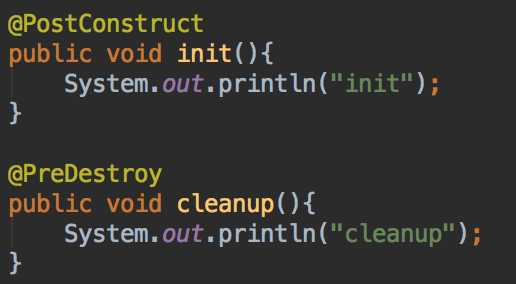 @PostConstruct
public void init(){
    System.out.println("init");
}

@PreDestroy
public void cleanup(){
    System.out.println("cleanup");
}